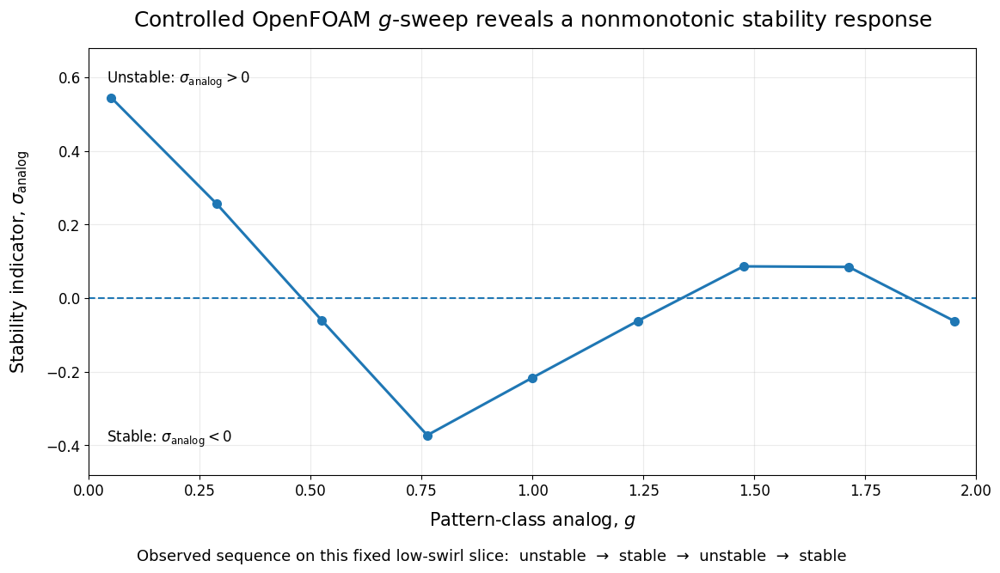 Controlled OpenFOAM g-sweep reveals a nonmonotonic stability response
Unstable: σanalog > 0
Stable: σanalog < 0
Stability indicator, σanalog
0.6
0.4
0.2
0.0
−0.2
−0.4
0.00 0.25 0.50 0.75 1.00 1.25 1.50 1.75 2.00
Pattern-class analog, g
Observed sequence on this fixed low-swirl slice: unstable → stable → unstable → stable